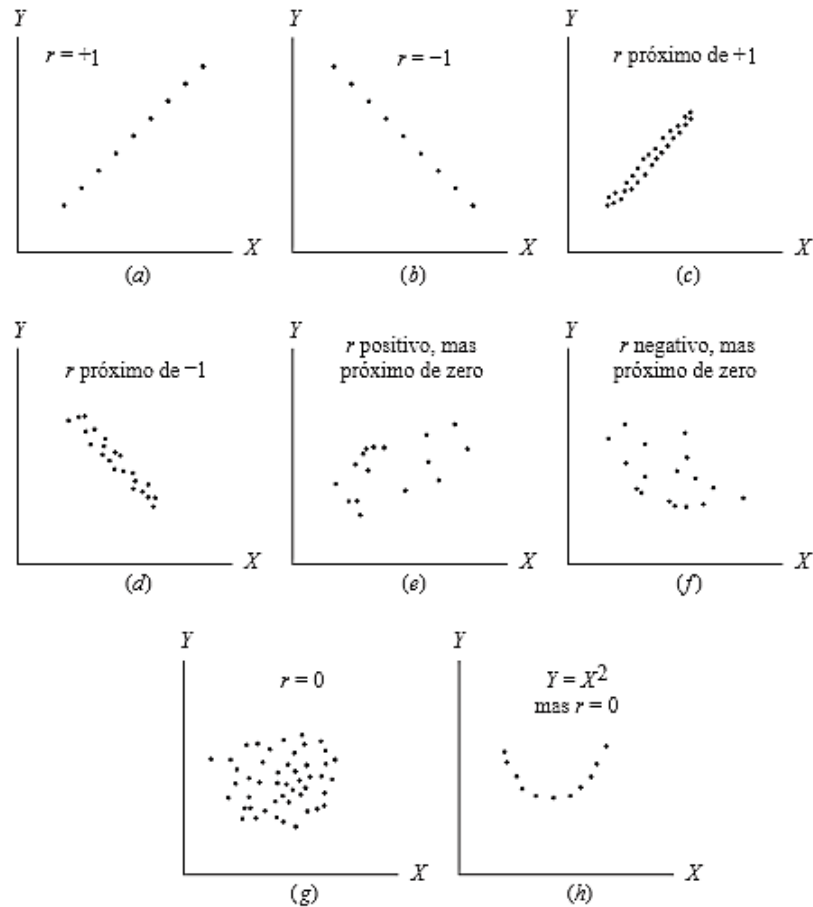 Y
r = +1
X
(a)
Y
r = −1
X
(b)
Y
r próximo de +1
X
(c)
Y
r próximo de −1
X
(d)
Y
r positivo, mas
próximo de zero
X
(e)
Y
r negativo, mas
próximo de zero
X
(f)
Y
r = 0
X
(g)
Y
Y = X²
mas r = 0
X
(h)